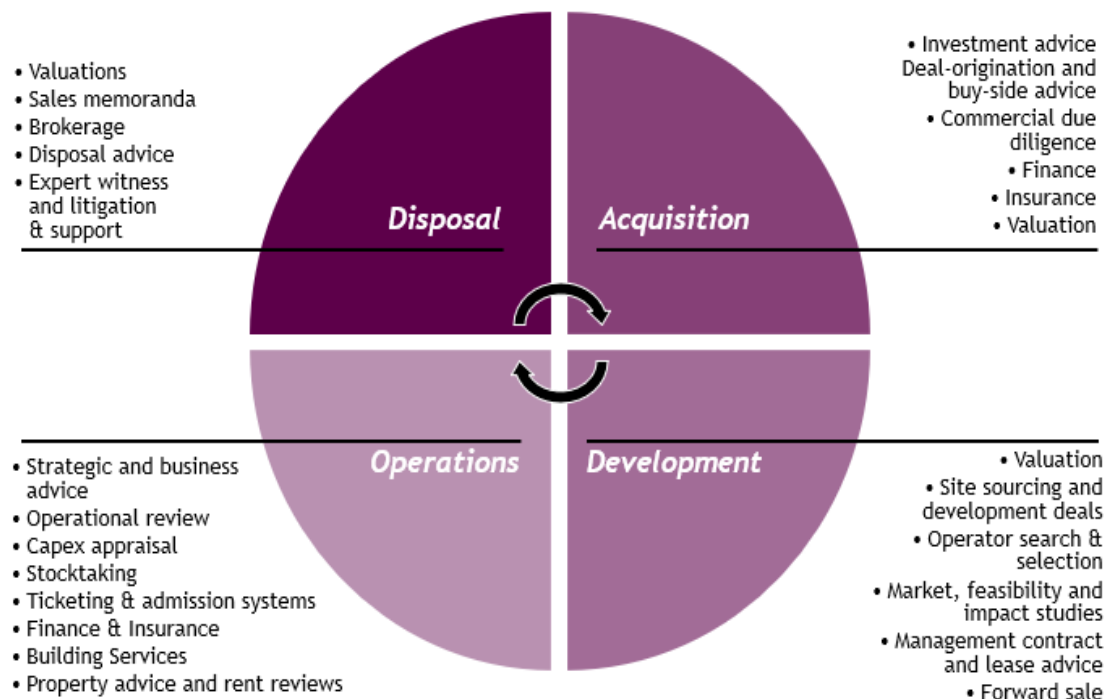 • Valuations
• Sales memoranda
• Brokerage
• Disposal advice
• Expert witness
and litigation
& support
Disposal
• Investment advice
Deal-origination and
buy-side advice
• Commercial due
diligence
• Finance
• Insurance
• Valuation
Acquisition
Operations
• Strategic and business
advice
• Operational review
• Capex appraisal
• Stocktaking
• Ticketing & admission systems
• Finance & Insurance
• Building Services
• Property advice and rent reviews
Development
• Valuation
• Site sourcing and
development deals
• Operator search &
selection
• Market, feasibility and
impact studies
• Management contract
and lease advice
• Forward sale